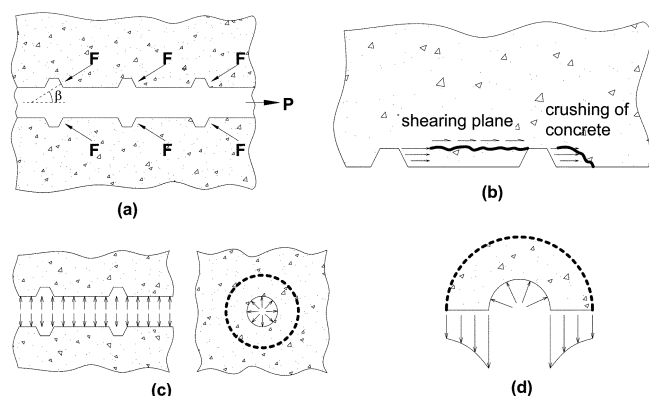 F F F
β
P
F F F
(a)
shearing plane
crushing of
concrete
(b)
(c)
(d)